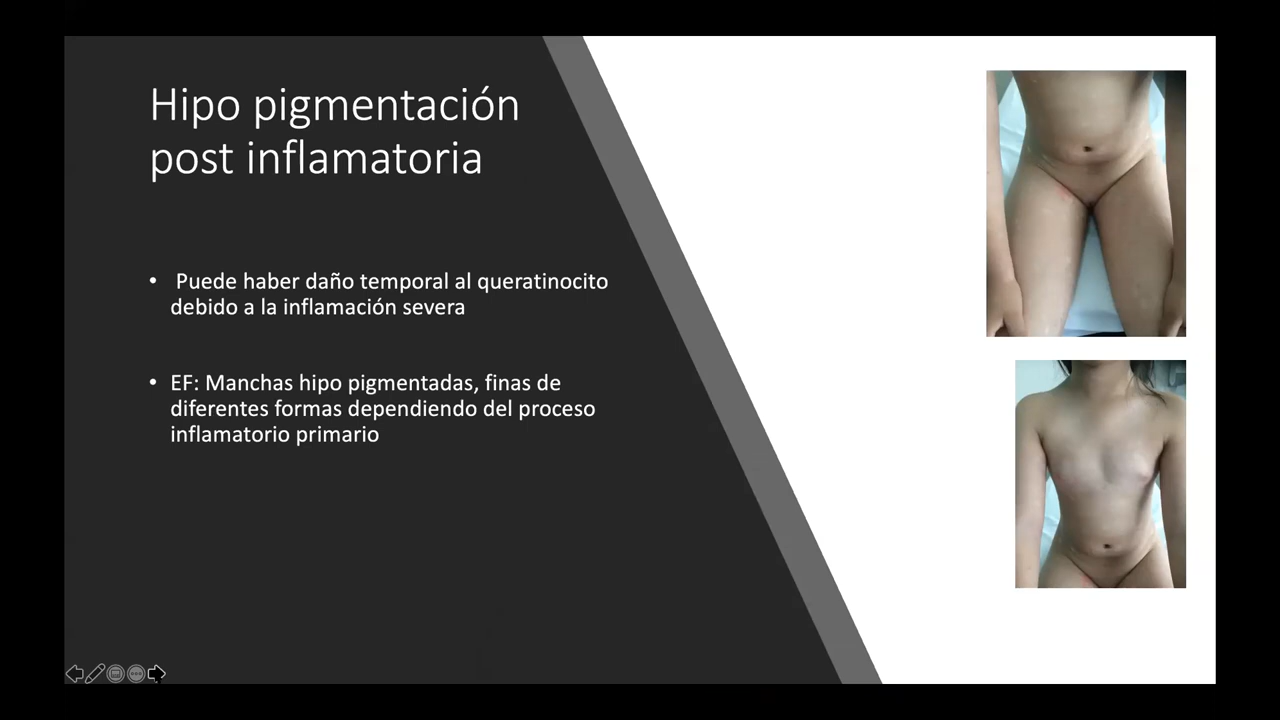 Hipo pigmentación
post inflamatoria
• Puede haber daño temporal al queratinocito
debido a la inflamación severa
• EF: Manchas hipo pigmentadas, finas de
diferentes formas dependiendo del proceso
inflamatorio primario